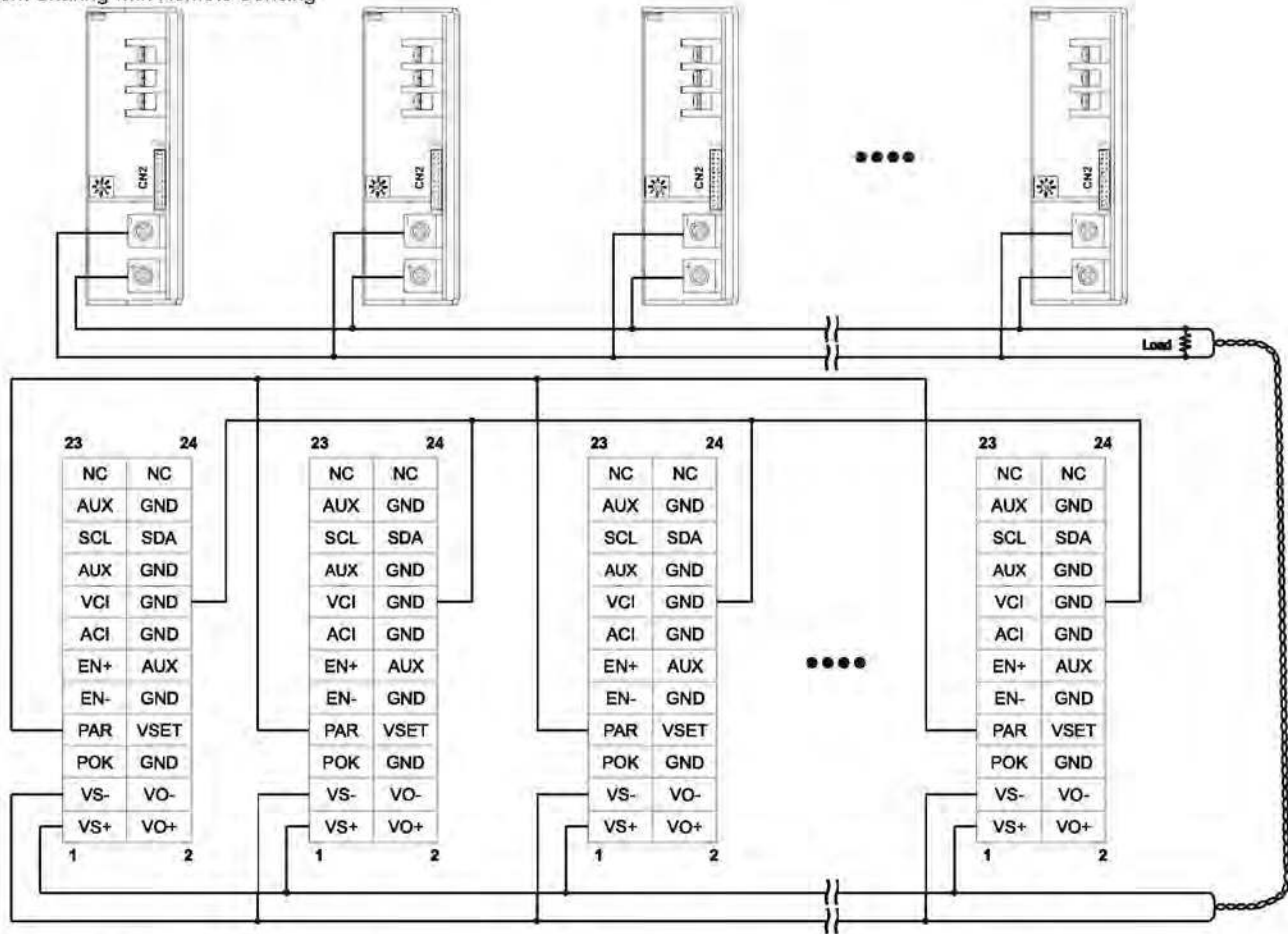 CN2 CN2 CN2 CN2
Load
23 24 23 24 23 24 23 24
NC NC NC NC NC NC NC NC
AUX GND AUX GND AUX GND AUX GND
SCL SDA SCL SDA SCL SDA SCL SDA
AUX GND AUX GND AUX GND AUX GND
VCI GND VCI GND VCI GND VCI GND
ACI GND ACI GND ACI GND ACI GND
EN+ AUX EN+ AUX EN+ AUX EN+ AUX
EN- GND EN- GND EN- GND EN- GND
PAR VSET PAR VSET PAR VSET PAR VSET
POK GND POK GND POK GND POK GND
VS- VO- VS- VO- VS- VO- VS- VO-
VS+ VO+ VS+ VO+ VS+ VO+ VS+ VO+
1 2 1 2 1 2 1 2